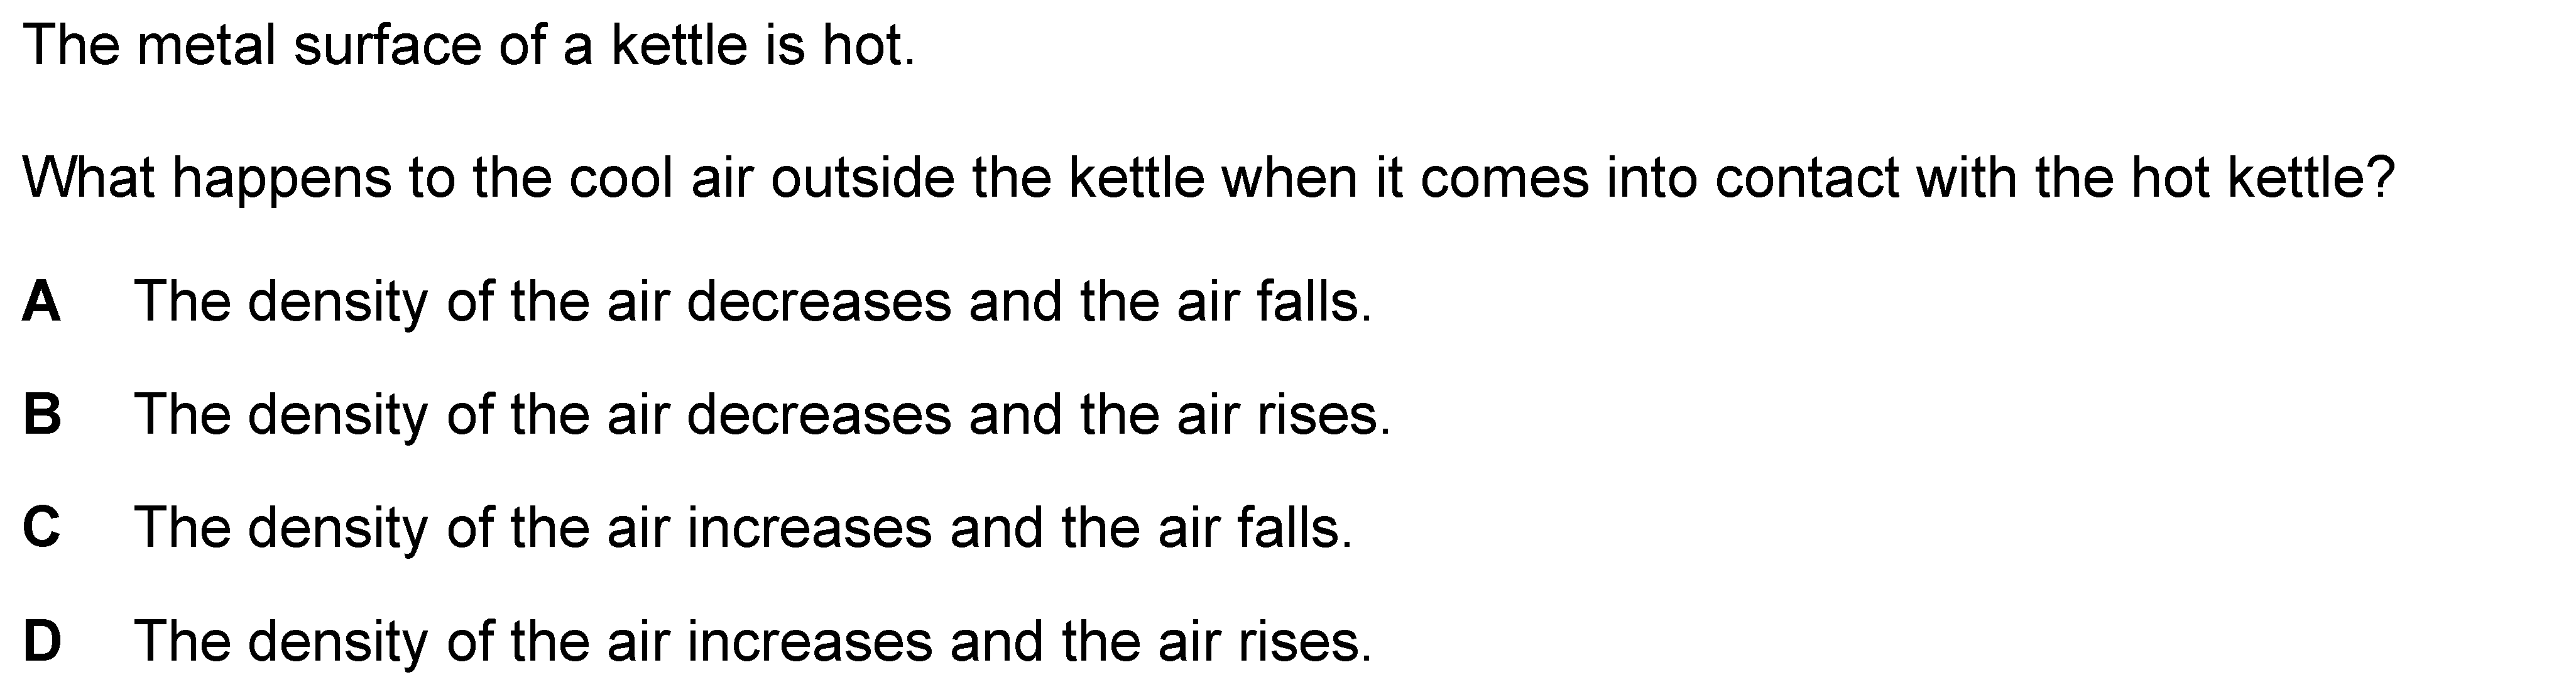 The metal surface of a kettle is hot.
What happens to the cool air outside the kettle when it comes into contact with the hot kettle?
A The density of the air decreases and the air falls.
B The density of the air decreases and the air rises.
C The density of the air increases and the air falls.
D The density of the air increases and the air rises.